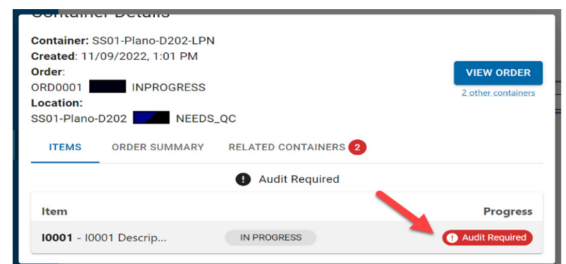 Container Details
Container: SS01-Plano-D202-LPN
Created: 11/09/2022, 1:01 PM
Order:
ORD0001 INPROGRESS
VIEW ORDER
2 other containers
Location:
SS01-Plano-D202 NEEDS_QC
ITEMS ORDER SUMMARY RELATED CONTAINERS 2
! Audit Required
Item Progress
I0001 - I0001 Descrip... IN PROGRESS ! Audit Required